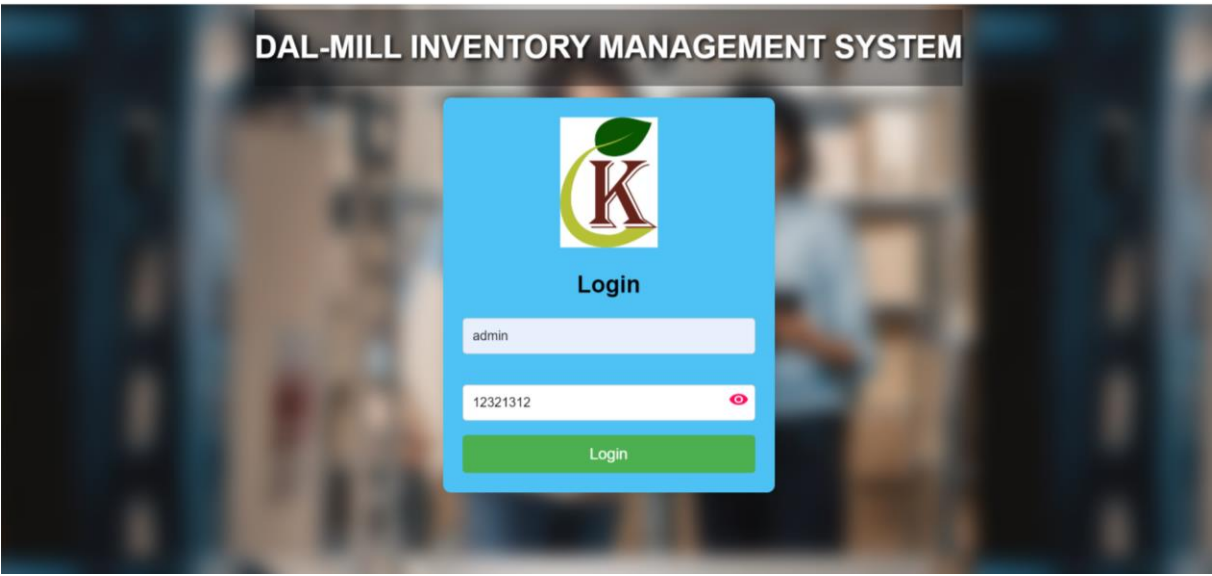 DAL-MILL INVENTORY MANAGEMENT SYSTEM
K
Login
admin
12321312
Login